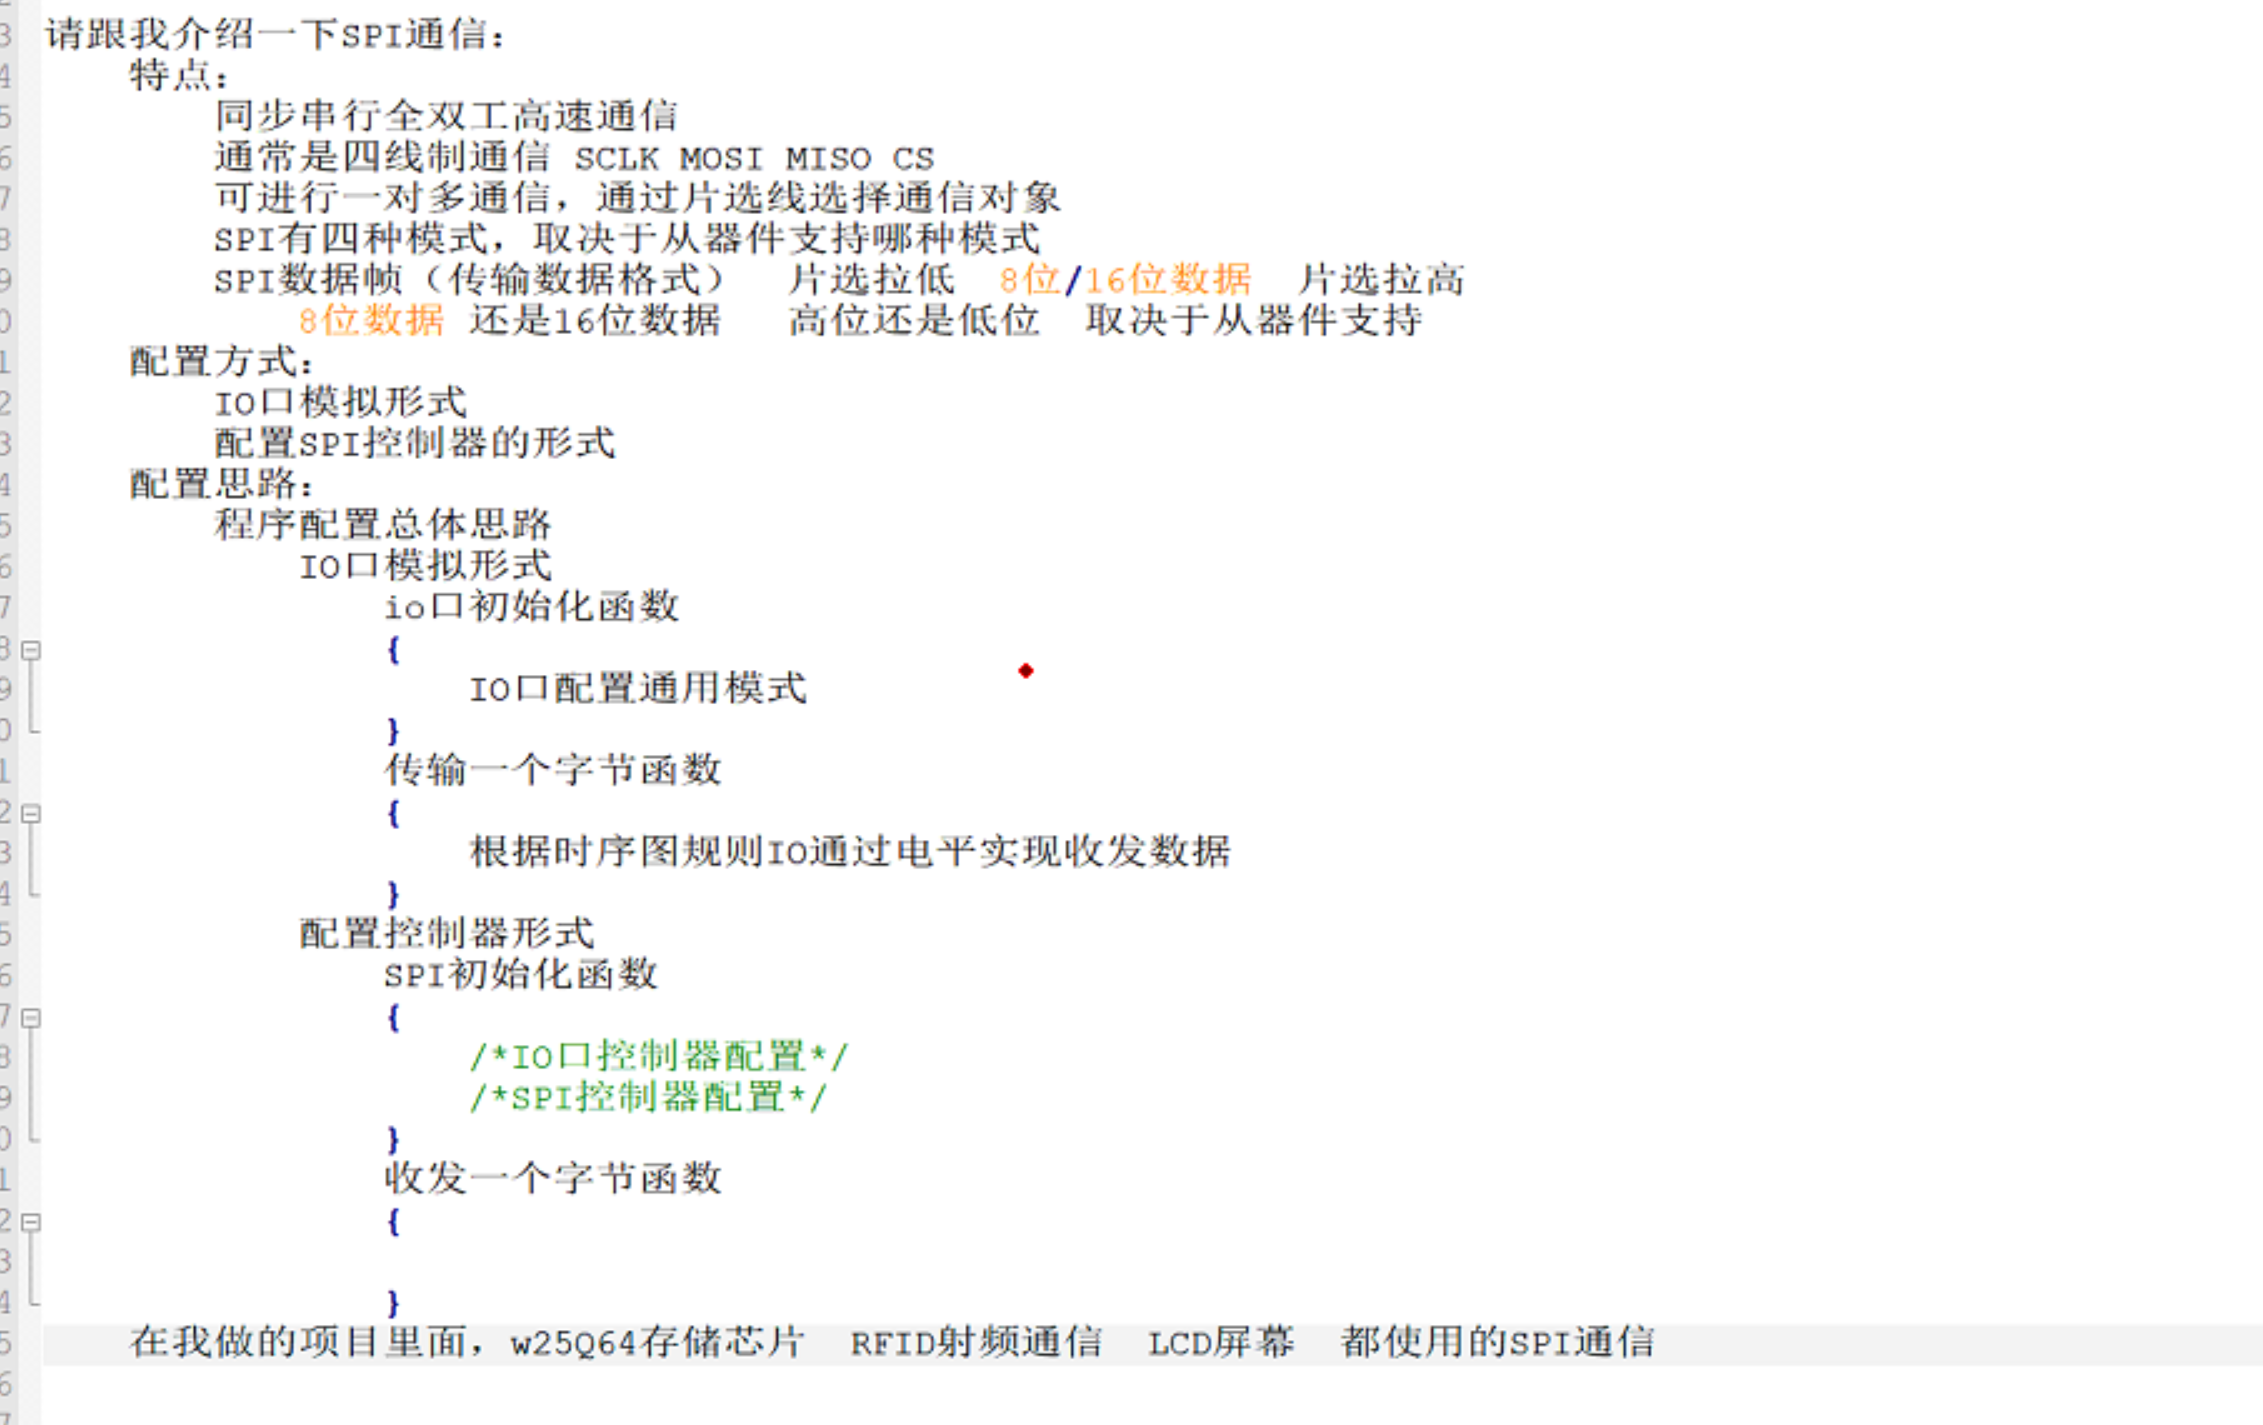 3 请跟我介绍一下SPI通信：
4 特点：
5 同步串行全双工高速通信
6 通常是四线制通信 SCLK MOSI MISO CS
7 可进行一对多通信，通过片选线选择通信对象
8 SPI有四种模式，取决于从器件支持哪种模式
9 SPI数据帧（传输数据格式） 片选拉低 8位/16位数据 片选拉高
0 8位数据 还是16位数据 高位还是低位 取决于从器件支持
1 配置方式：
2 IO口模拟形式
3 配置SPI控制器的形式
4 配置思路：
5 程序配置总体思路
6 IO口模拟形式
7 io口初始化函数
8 {
9 IO口配置通用模式
0 }
1 传输一个字节函数
2 {
3 根据时序图规则IO通过电平实现收发数据
4 }
5 配置控制器形式
6 SPI初始化函数
7 {
8 /*IO口控制器配置*/
9 /*SPI控制器配置*/
0 }
1 收发一个字节函数
2 {
3
4 }
5 在我做的项目里面，w25Q64存储芯片 RFID射频通信 LCD屏幕 都使用的SPI通信
6
7